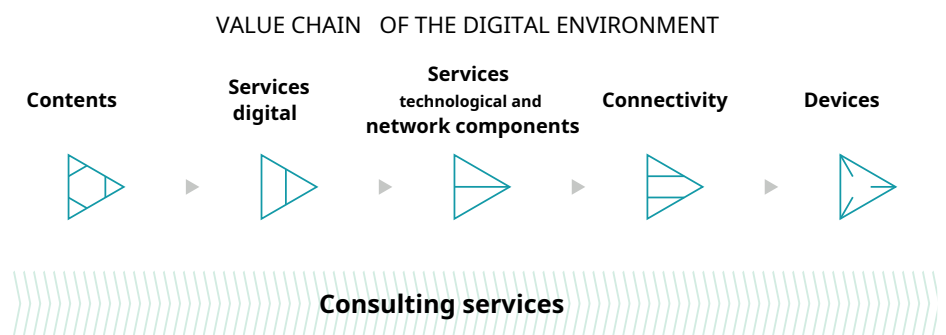 VALUE CHAIN OF THE DIGITAL ENVIRONMENT
Contents
Services
digital
Services
technological and
network components
Connectivity
Devices
Consulting services